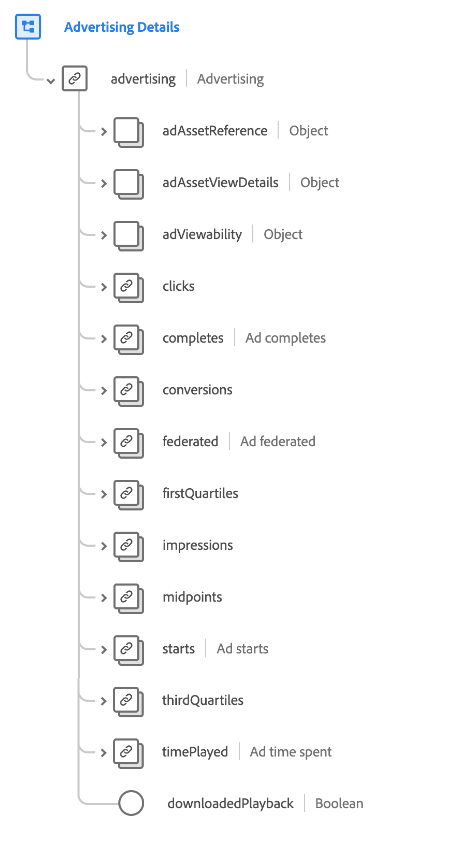 Advertising Details
advertising Advertising
adAssetReference Object
adAssetViewDetails Object
adViewability Object
clicks
completes Ad completes
conversions
federated Ad federated
firstQuartiles
impressions
midpoints
starts Ad starts
thirdQuartiles
timePlayed Ad time spent
downloadedPlayback Boolean